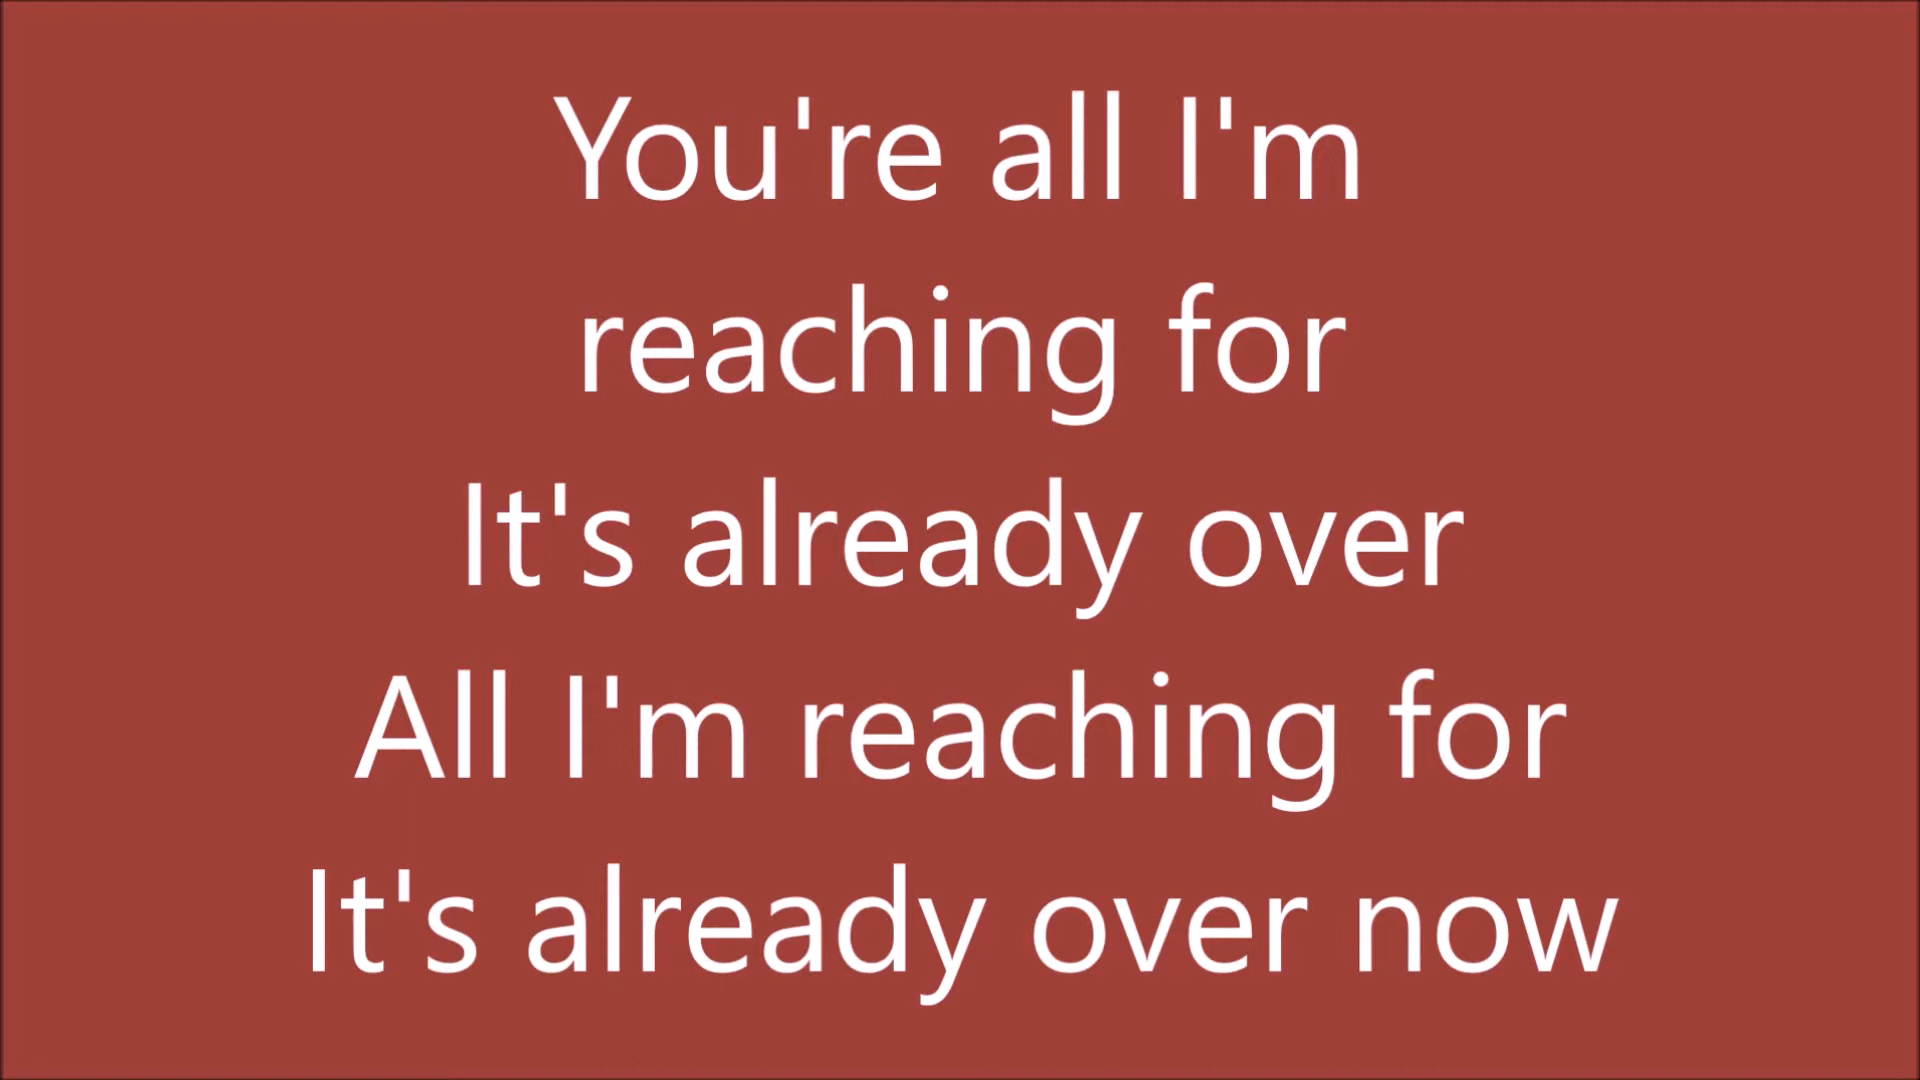 You're all I'm
reaching for
It's already over
All I'm reaching for
It's already over now